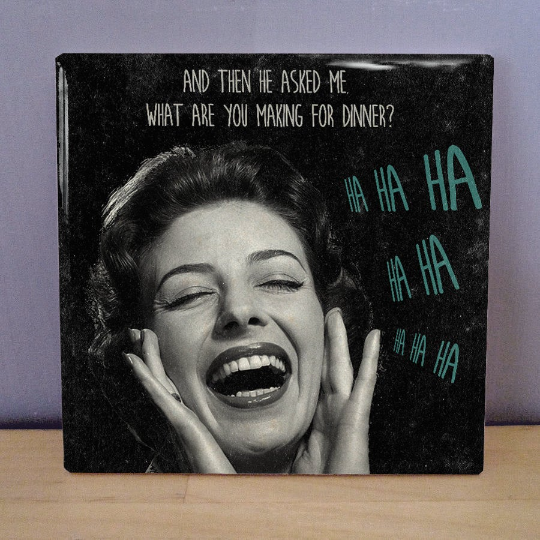 AND THEN HE ASKED ME,
WHAT ARE YOU MAKING FOR DINNER?
HA HA HA
HA HA
HA HA HA